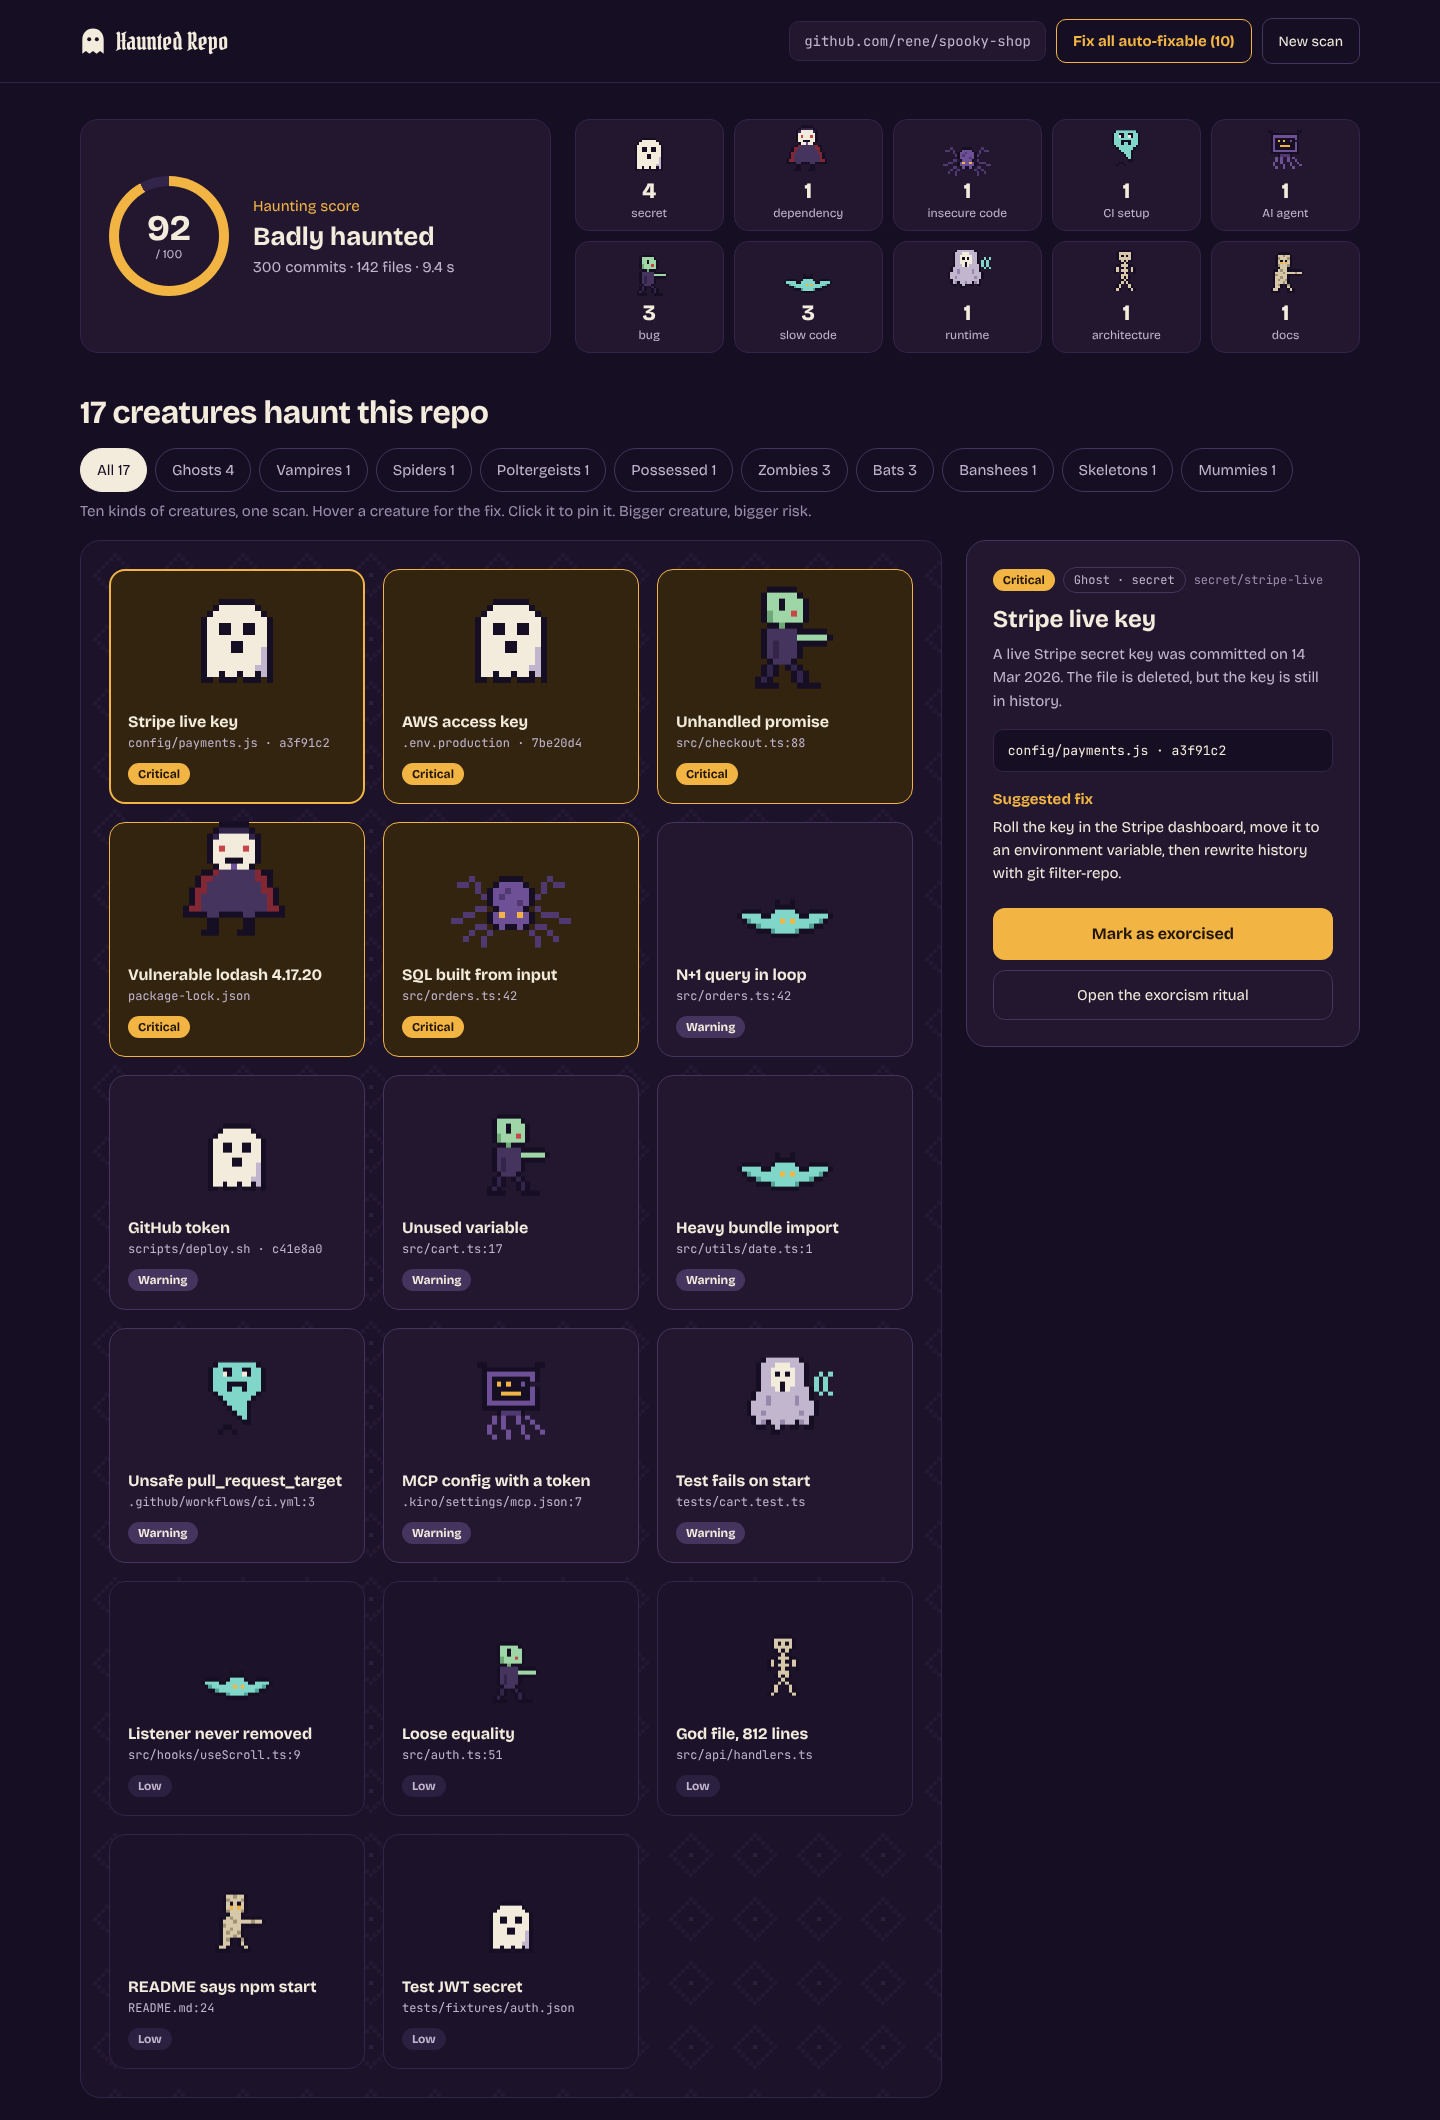 Haunted Repo
github.com/rene/spooky-shop
Fix all auto-fixable (10)
New scan
92
/ 100
Haunting score
Badly haunted
300 commits · 142 files · 9.4 s
4
secret
1
dependency
1
insecure code
1
CI setup
1
AI agent
3
bug
3
slow code
1
runtime
1
architecture
1
docs
17 creatures haunt this repo
All 17
Ghosts 4
Vampires 1
Spiders 1
Poltergeists 1
Possessed 1
Zombies 3
Bats 3
Banshees 1
Skeletons 1
Mummies 1
Ten kinds of creatures, one scan. Hover a creature for the fix. Click it to pin it. Bigger creature, bigger risk.
Stripe live key
config/payments.js · a3f91c2
Critical
AWS access key
.env.production · 7be20d4
Critical
Unhandled promise
src/checkout.ts:88
Critical
Vulnerable lodash 4.17.20
package-lock.json
Critical
SQL built from input
src/orders.ts:42
Critical
N+1 query in loop
src/orders.ts:42
Warning
GitHub token
scripts/deploy.sh · c41e8a0
Warning
Unused variable
src/cart.ts:17
Warning
Heavy bundle import
src/utils/date.ts:1
Warning
Unsafe pull_request_target
.github/workflows/ci.yml:3
Warning
MCP config with a token
.kiro/settings/mcp.json:7
Warning
Test fails on start
tests/cart.test.ts
Warning
Listener never removed
src/hooks/useScroll.ts:9
Low
Loose equality
src/auth.ts:51
Low
God file, 812 lines
src/api/handlers.ts
Low
README says npm start
README.md:24
Low
Test JWT secret
tests/fixtures/auth.json
Low
Critical
Ghost · secret
secret/stripe-live
Stripe live key
A live Stripe secret key was committed on 14
Mar 2026. The file is deleted, but the key is still
in history.
config/payments.js · a3f91c2
Suggested fix
Roll the key in the Stripe dashboard, move it to
an environment variable, then rewrite history
with git filter-repo.
Mark as exorcised
Open the exorcism ritual